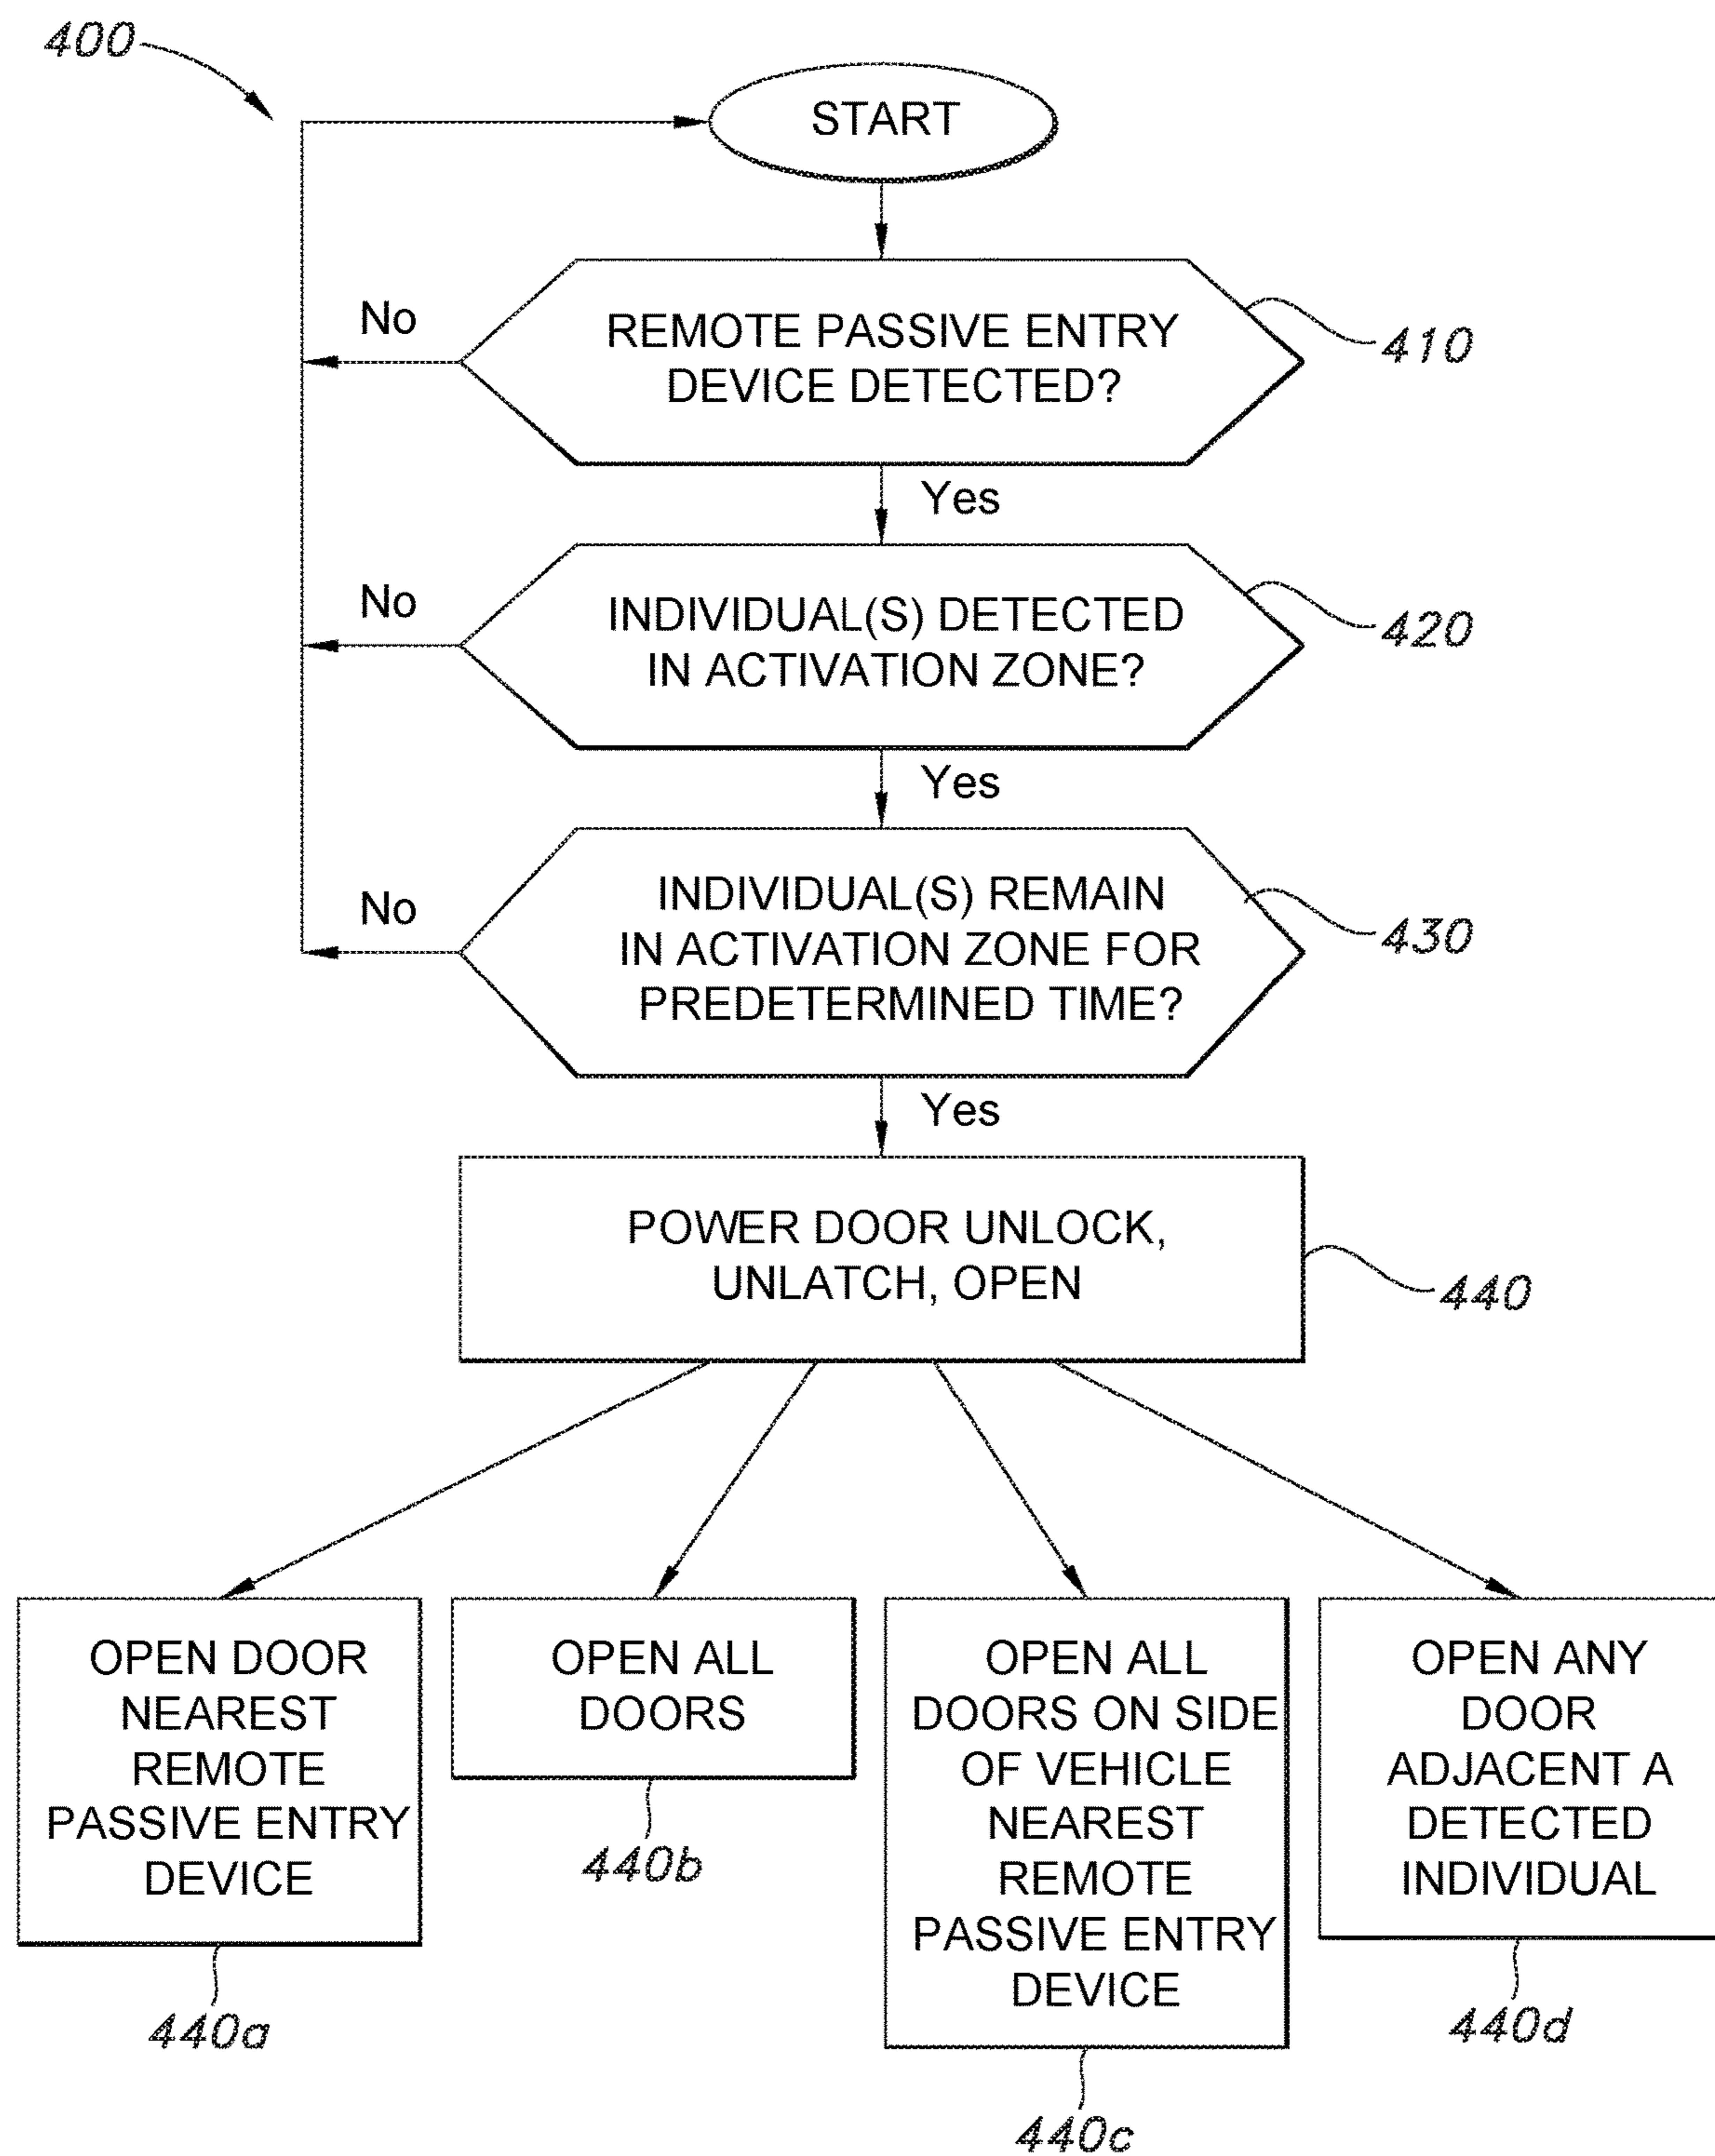 400
START
No
REMOTE PASSIVE ENTRY
DEVICE DETECTED?
410
Yes
No
INDIVIDUAL(S) DETECTED
IN ACTIVATION ZONE?
420
Yes
No
INDIVIDUAL(S) REMAIN
IN ACTIVATION ZONE FOR
PREDETERMINED TIME?
430
Yes
POWER DOOR UNLOCK,
UNLATCH, OPEN
440
OPEN DOOR
NEAREST
REMOTE
PASSIVE ENTRY
DEVICE
440a
OPEN ALL
DOORS
440b
OPEN ALL
DOORS ON SIDE
OF VEHICLE
NEAREST
REMOTE
PASSIVE ENTRY
DEVICE
440c
OPEN ANY
DOOR
ADJACENT A
DETECTED
INDIVIDUAL
440d